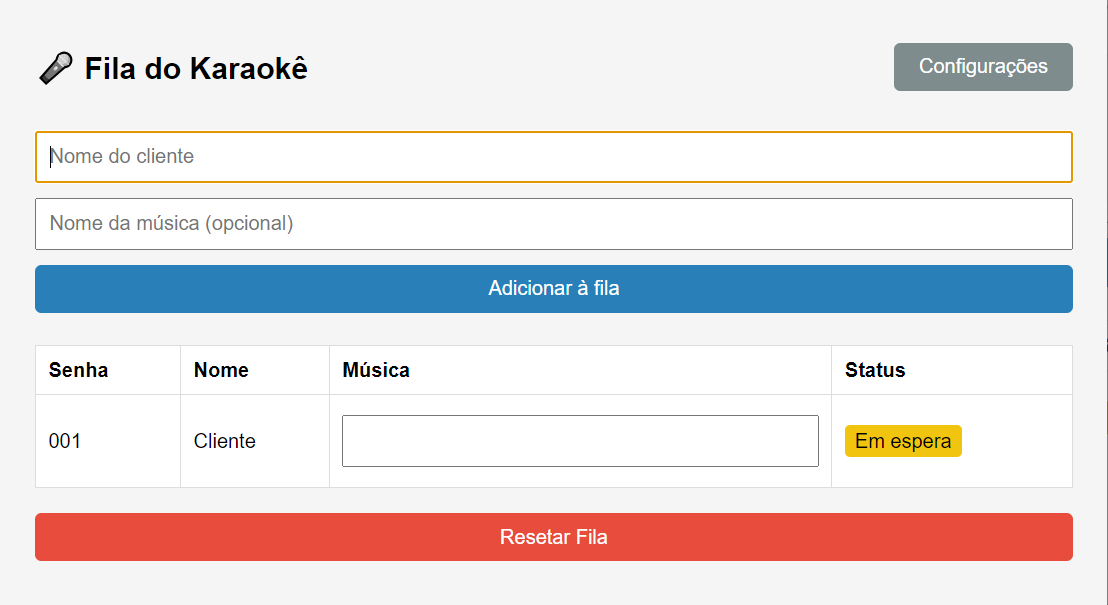 Fila do Karaokê
Configurações
Nome do cliente
Nome da música (opcional)
Adicionar à fila
Senha Nome Música Status
001 Cliente Em espera
Resetar Fila